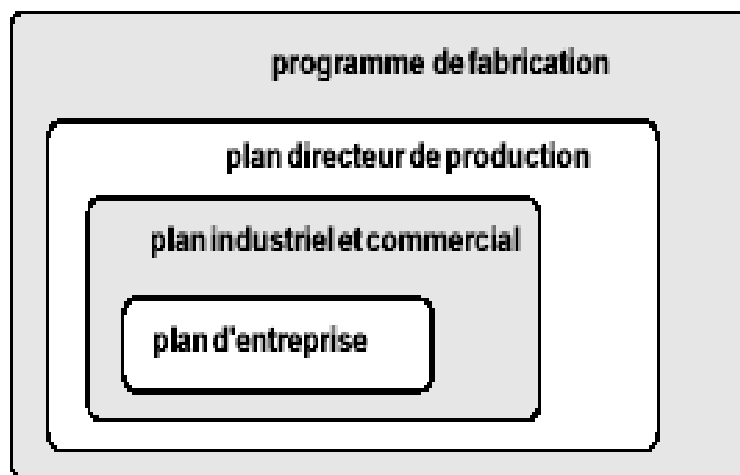 programme de fabrication
plan directeur de production
plan industriel et commercial
plan d'entreprise